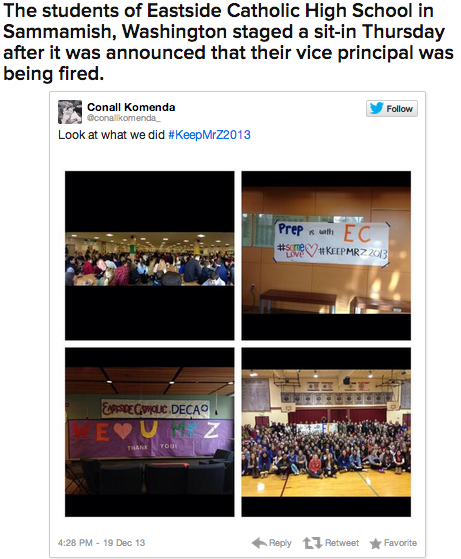 The students of Eastside Catholic High School in
Sammamish, Washington staged a sit-in Thursday
after it was announced that their vice principal was
being fired.
Conall Komenda
@conallkomenda_
Follow
Look at what we did #KeepMrZ2013
Prep is with EC
#some LOVE #KEEPMRZ2013
EASTSIDE CATHOLIC DECA
WE U MR Z
THANK YOU!
4:28 PM - 19 Dec 13
Reply Retweet Favorite